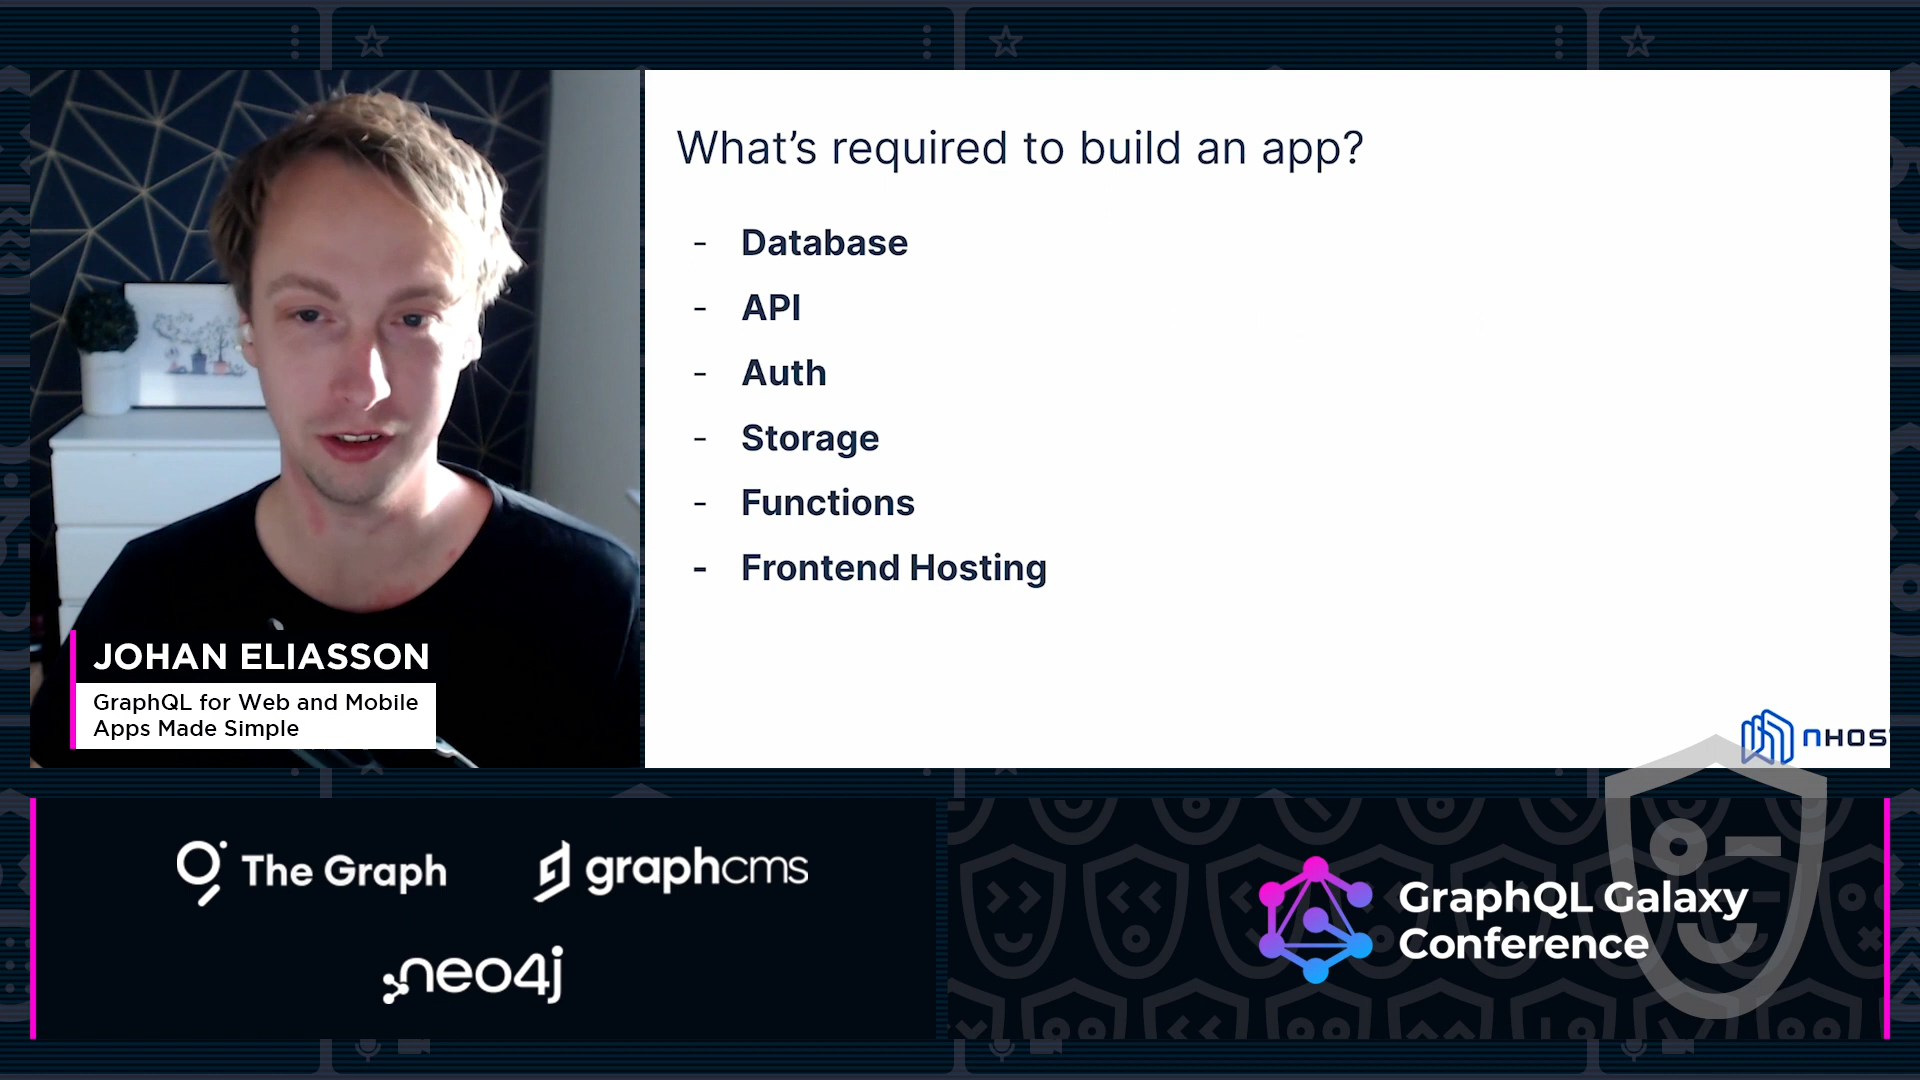 What's required to build an app?
- Database
- API
- Auth
- Storage
- Functions
- Frontend Hosting
nHOS
JOHAN ELIASSON
GraphQL for Web and Mobile
Apps Made Simple
The Graph
graphcms
neo4j
GraphQL Galaxy
Conference